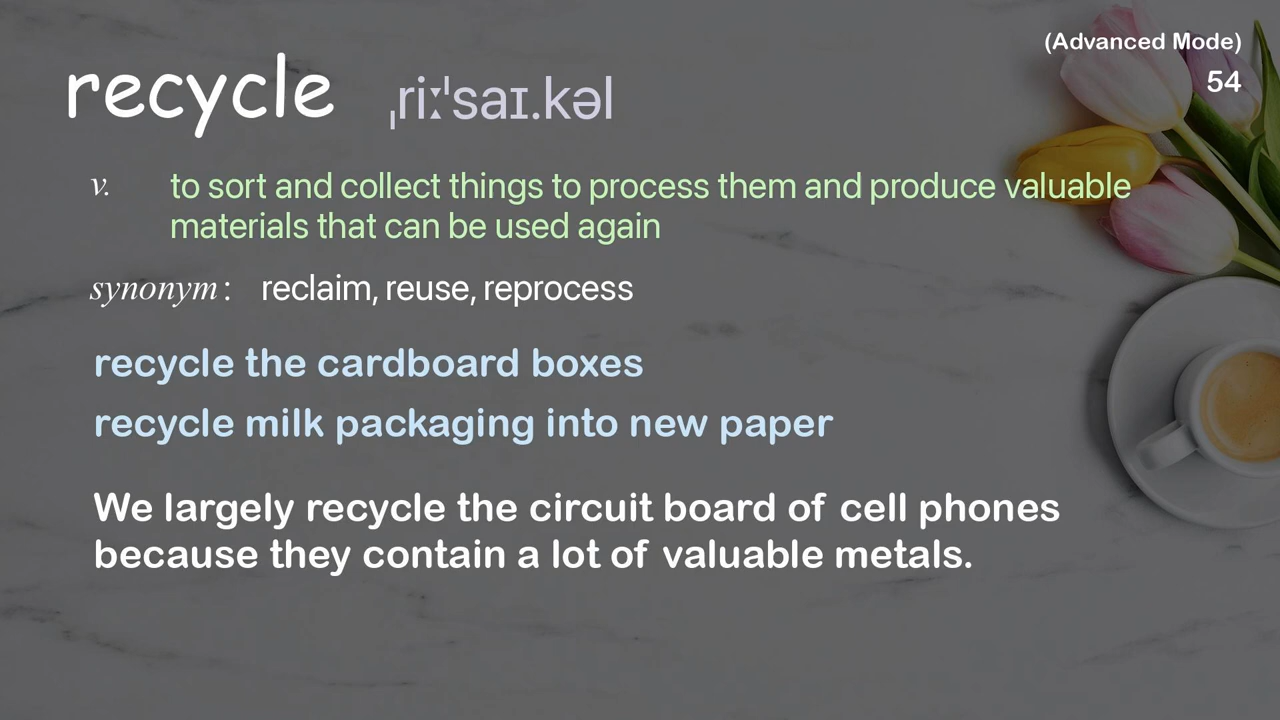 (Advanced Mode)
54
recycle ˌriːˈsaɪ.kəl
v. to sort and collect things to process them and produce valuable
materials that can be used again
synonym: reclaim, reuse, reprocess
recycle the cardboard boxes
recycle milk packaging into new paper
We largely recycle the circuit board of cell phones
because they contain a lot of valuable metals.